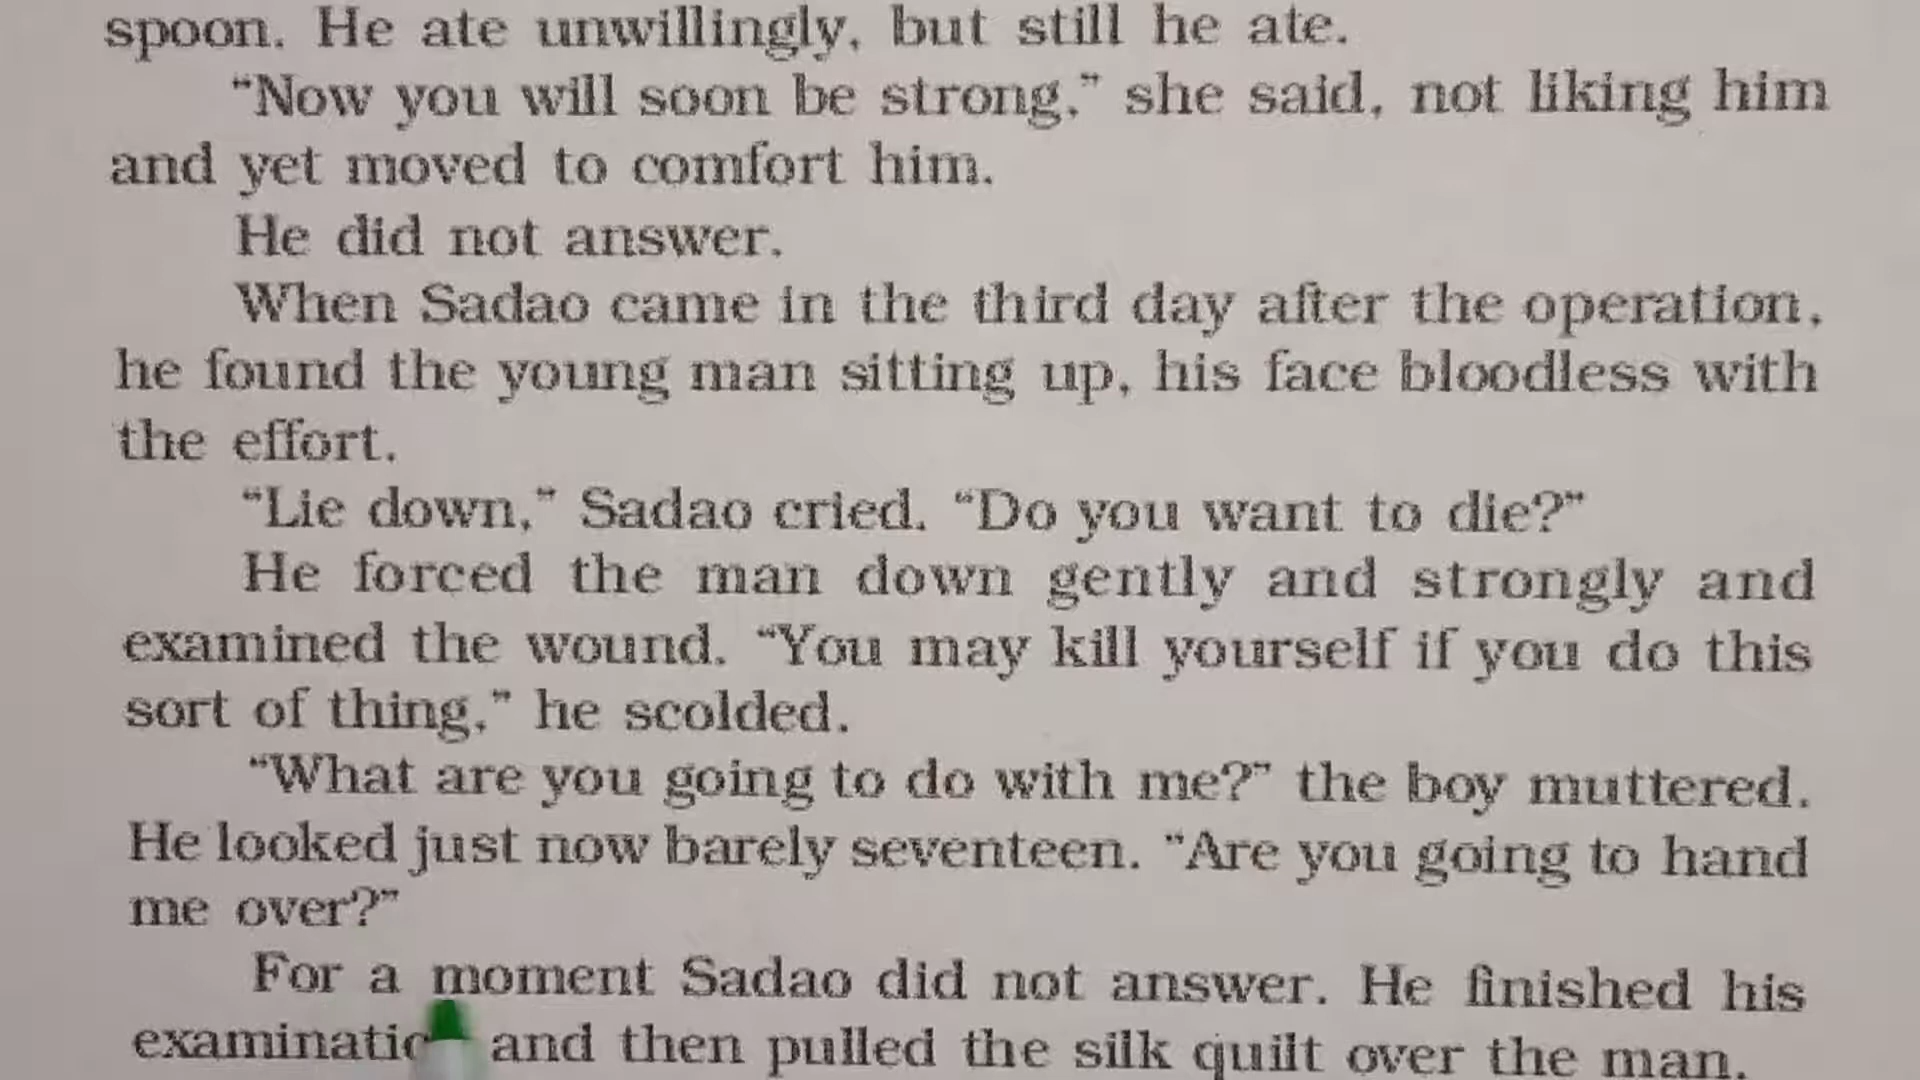 spoon. He ate unwillingly, but still he ate.
“Now you will soon be strong,” she said, not liking him
and yet moved to comfort him.
He did not answer.
When Sadao came in the third day after the operation,
he found the young man sitting up, his face bloodless with
the effort.
“Lie down,” Sadao cried. “Do you want to die?”
He forced the man down gently and strongly and
examined the wound. “You may kill yourself if you do this
sort of thing,” he scolded.
“What are you going to do with me?” the boy muttered.
He looked just now barely seventeen. “Are you going to hand
me over?”
For a moment Sadao did not answer. He finished his
examinatio and then pulled the silk quilt over the man.